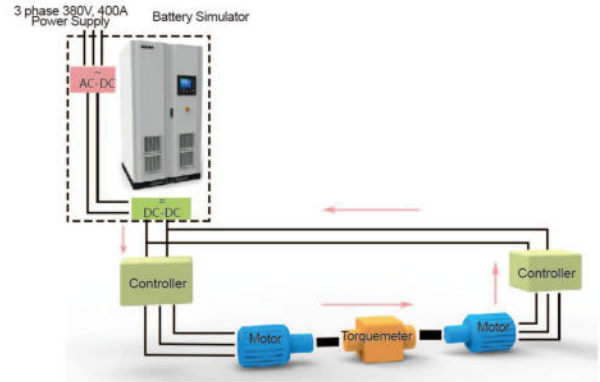 3 phase 380V, 400A
Power Supply
Battery Simulator
~
AC-DC
=
DC-DC
Controller
Controller
Motor
Torquemeter
Motor